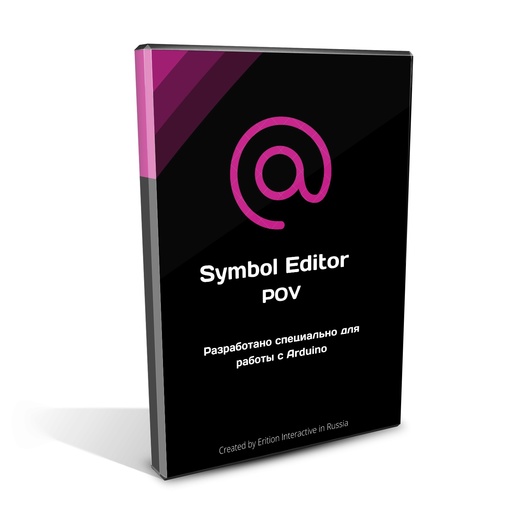 @
Symbol Editor
POV
Разработано специально для
работы с Arduino
Created by Erition Interactive in Russia